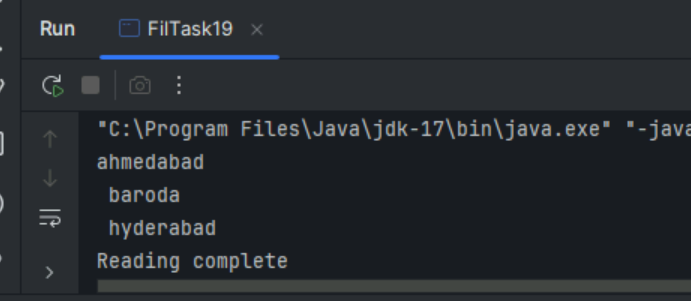 Run FilTask19
"C:\Program Files\Java\jdk-17\bin\java.exe" "-java
ahmedabad
 baroda
 hyderabad
Reading complete